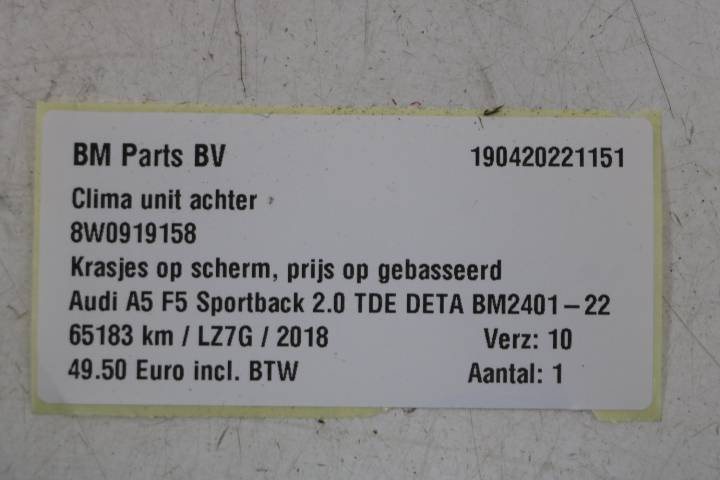 BM Parts BV 190420221151
Clima unit achter
8W0919158
Krasjes op scherm, prijs op gebasseerd
Audi A5 F5 Sportback 2.0 TDE DETA BM2401-22
65183 km / LZ7G / 2018 Verz: 10
49.50 Euro incl. BTW Aantal: 1